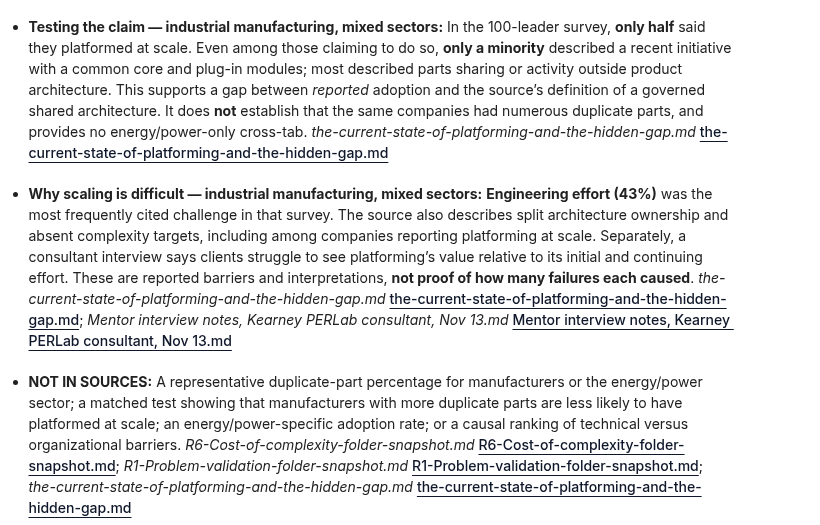 • Testing the claim — industrial manufacturing, mixed sectors: In the 100-leader survey, only half said
they platformed at scale. Even among those claiming to do so, only a minority described a recent initiative
with a common core and plug-in modules; most described parts sharing or activity outside product
architecture. This supports a gap between reported adoption and the source’s definition of a governed
shared architecture. It does not establish that the same companies had numerous duplicate parts, and
provides no energy/power-only cross-tab. the-current-state-of-platforming-and-the-hidden-gap.md the-
current-state-of-platforming-and-the-hidden-gap.md
• Why scaling is difficult — industrial manufacturing, mixed sectors: Engineering effort (43%) was the
most frequently cited challenge in that survey. The source also describes split architecture ownership and
absent complexity targets, including among companies reporting platforming at scale. Separately, a
consultant interview says clients struggle to see platforming’s value relative to its initial and continuing
effort. These are reported barriers and interpretations, not proof of how many failures each caused. the-
current-state-of-platforming-and-the-hidden-gap.md the-current-state-of-platforming-and-the-hidden-
gap.md; Mentor interview notes, Kearney PERLab consultant, Nov 13.md Mentor interview notes, Kearney
PERLab consultant, Nov 13.md
• NOT IN SOURCES: A representative duplicate-part percentage for manufacturers or the energy/power
sector; a matched test showing that manufacturers with more duplicate parts are less likely to have
platformed at scale; an energy/power-specific adoption rate; or a causal ranking of technical versus
organizational barriers. R6-Cost-of-complexity-folder-snapshot.md R6-Cost-of-complexity-folder-
snapshot.md; R1-Problem-validation-folder-snapshot.md R1-Problem-validation-folder-snapshot.md;
the-current-state-of-platforming-and-the-hidden-gap.md the-current-state-of-platforming-and-the-
hidden-gap.md